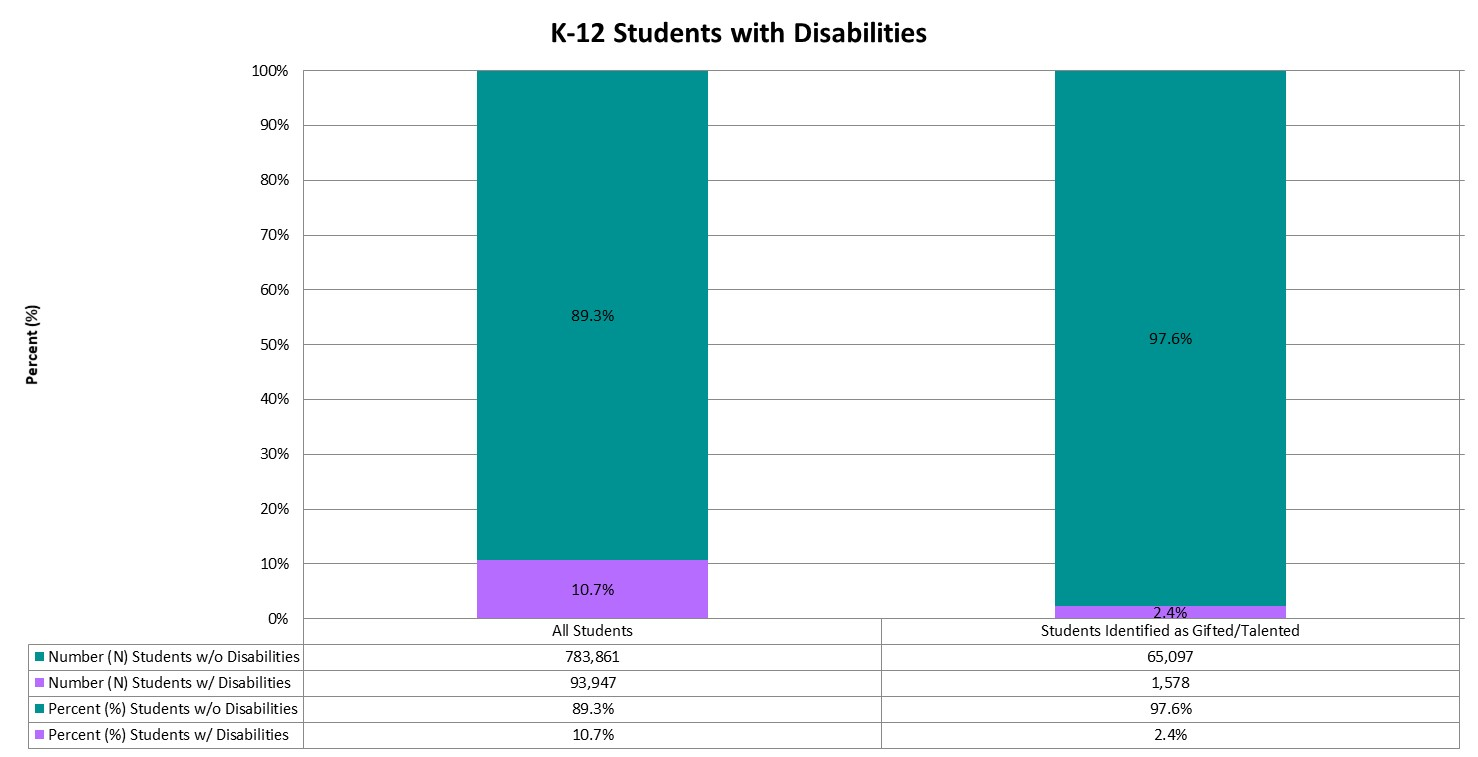 K-12 Students with Disabilities
Percent (%)
100%
90%
80%
70%
60%
50%
40%
30%
20%
10%
0%
89.3%
97.6%
10.7%
2.4%
All Students Students Identified as Gifted/Talented
Number (N) Students w/o Disabilities 783,861 65,097
Number (N) Students w/ Disabilities 93,947 1,578
Percent (%) Students w/o Disabilities 89.3% 97.6%
Percent (%) Students w/ Disabilities 10.7% 2.4%